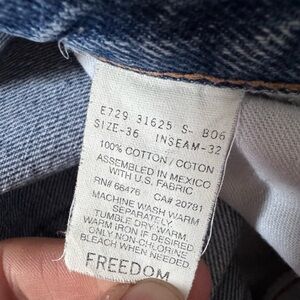 E729 31625 S- B06
SIZE-36 INSEAM-32
100% COTTON / COTON
ASSEMBLED IN MEXICO
WITH U.S. FABRIC
RN# 66476 CA# 20781
MACHINE WASH WARM
SEPARATELY
TUMBLE DRY WARM
WARM IRON IF DESIRED
ONLY NON-CHLORINE
BLEACH WHEN NEEDED
FREEDOM